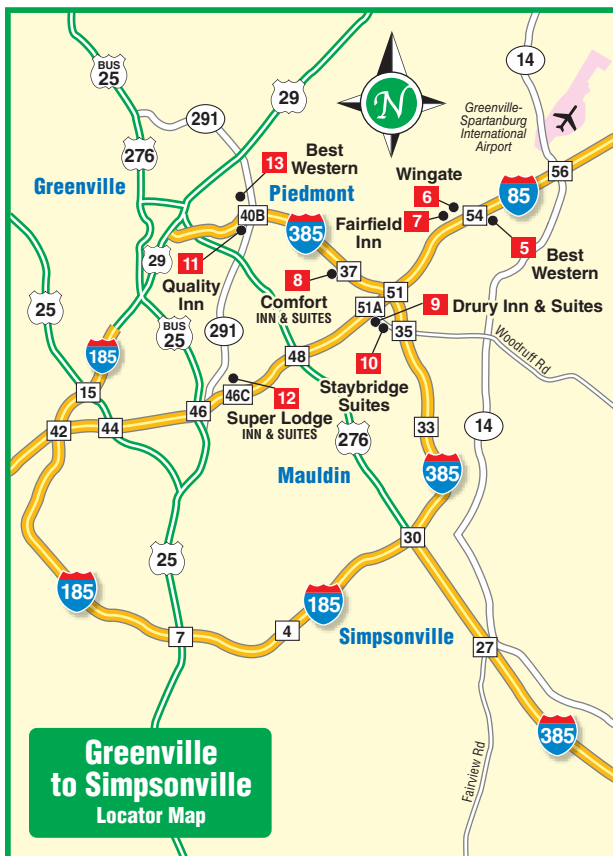 14
BUS
25
29
291
276
N
Greenville-
Spartanburg
International
Airport
13
Best
Western
Wingate
56
Greenville
Piedmont
6
85
40B
Fairfield
Inn
7
54
385
5
Best
Western
29
11
Quality
Inn
8
37
51
Comfort
INN & SUITES
51A
9
Drury Inn & Suites
25
BUS
25
291
35
Woodruff Rd
185
48
10
Staybridge
Suites
15
46C
12
Super Lodge
INN & SUITES
46
42
44
33
14
276
Mauldin
385
30
25
185
185
4
7
Simpsonville
27
385
Fairview Rd
Greenville
to Simpsonville
Locator Map